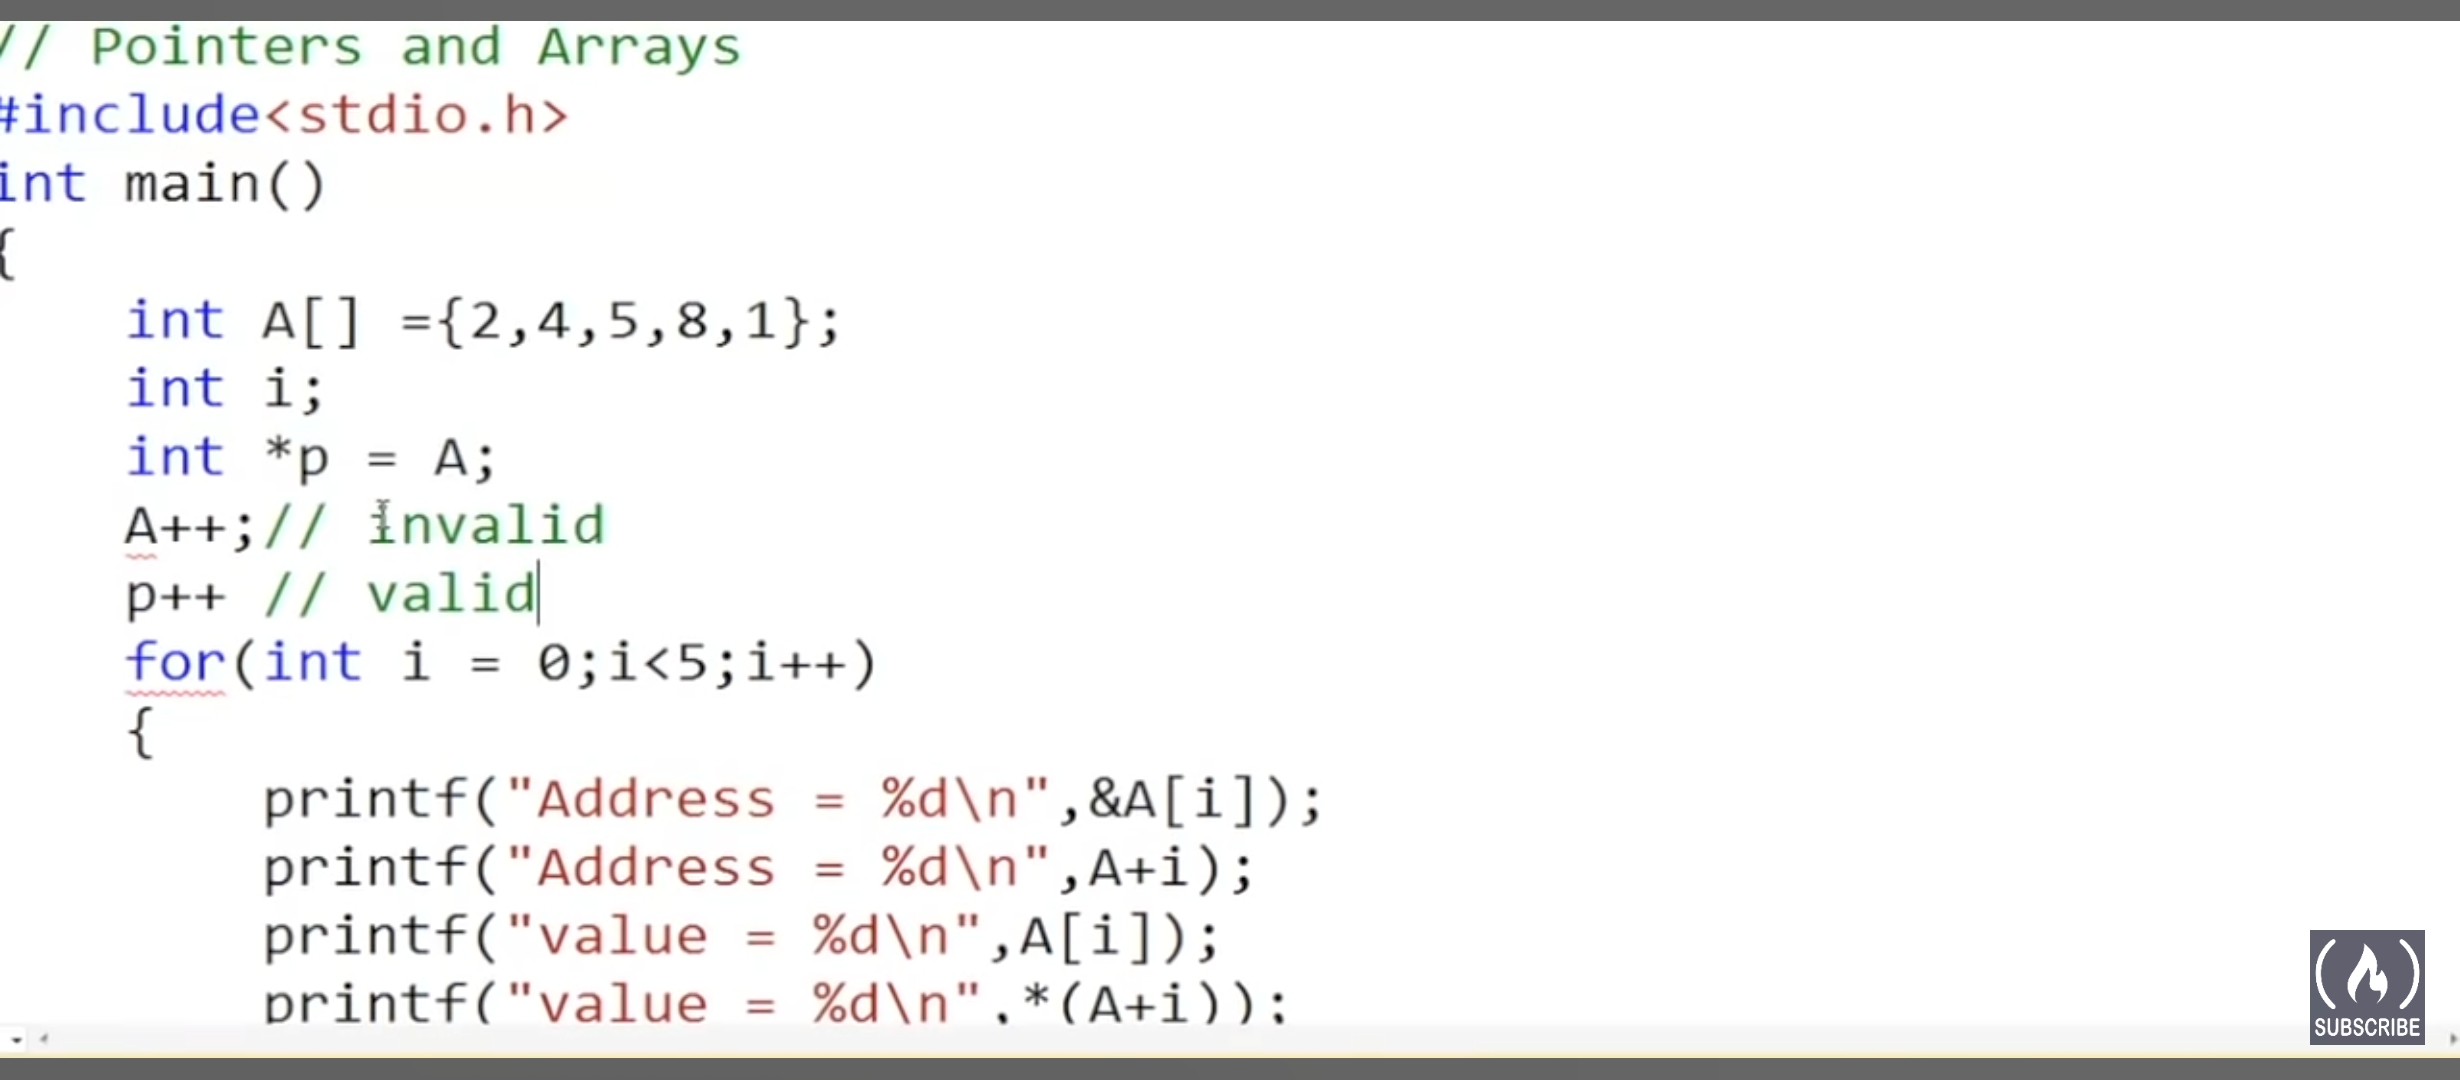 // Pointers and Arrays
#include<stdio.h>
int main()
{
    int A[] ={2,4,5,8,1};
    int i;
    int *p = A;
    A++;// invalid
    p++ // valid
    for(int i = 0;i<5;i++)
    {
        printf("Address = %d\n",&A[i]);
        printf("Address = %d\n",A+i);
        printf("value = %d\n",A[i]);
        printf("value = %d\n",*(A+i));
SUBSCRIBE